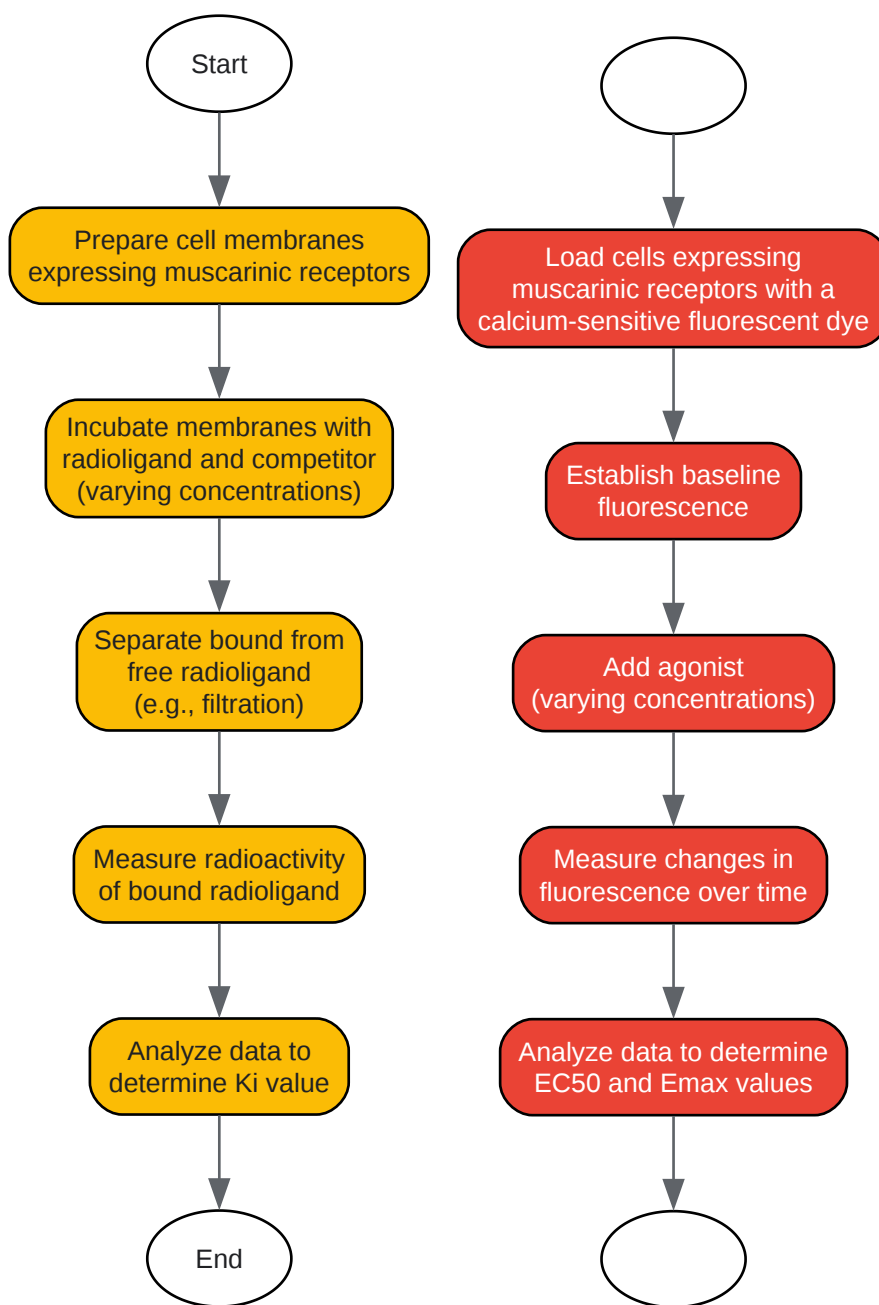 Start
Prepare cell membranes
expressing muscarinic receptors
Incubate membranes with
radioligand and competitor
(varying concentrations)
Separate bound from
free radioligand
(e.g., filtration)
Measure radioactivity
of bound radioligand
Analyze data to
determine Ki value
End
Load cells expressing
muscarinic receptors with a
calcium-sensitive fluorescent dye
Establish baseline
fluorescence
Add agonist
(varying concentrations)
Measure changes in
fluorescence over time
Analyze data to determine
EC50 and Emax values